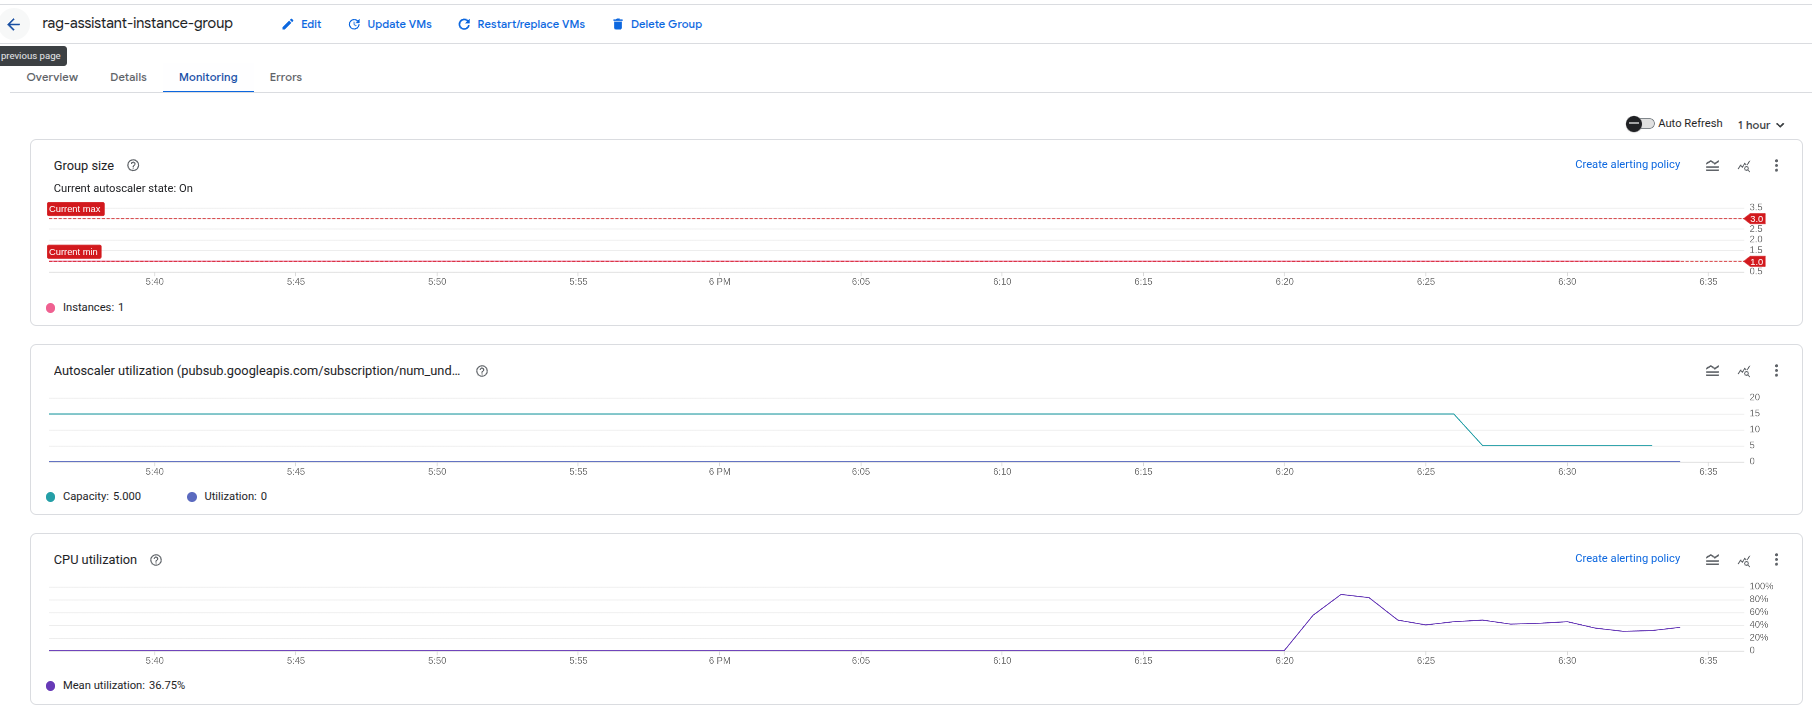 rag-assistant-instance-group Edit Update VMs Restart/replace VMs Delete Group
previous page
Overview Details Monitoring Errors
Auto Refresh 1 hour
Group size Create alerting policy
Current autoscaler state: On
Current max
3.5
3.0
2.5
2.0
Current min
1.5
1.0
0.5
5:40 5:45 5:50 5:55 6 PM 6:05 6:10 6:15 6:20 6:25 6:30 6:35
Instances: 1
Autoscaler utilization (pubsub.googleapis.com/subscription/num_und...
20
15
10
5
0
5:40 5:45 5:50 5:55 6 PM 6:05 6:10 6:15 6:20 6:25 6:30 6:35
Capacity: 5.000 Utilization: 0
CPU utilization Create alerting policy
100%
80%
60%
40%
20%
0
5:40 5:45 5:50 5:55 6 PM 6:05 6:10 6:15 6:20 6:25 6:30 6:35
Mean utilization: 36.75%